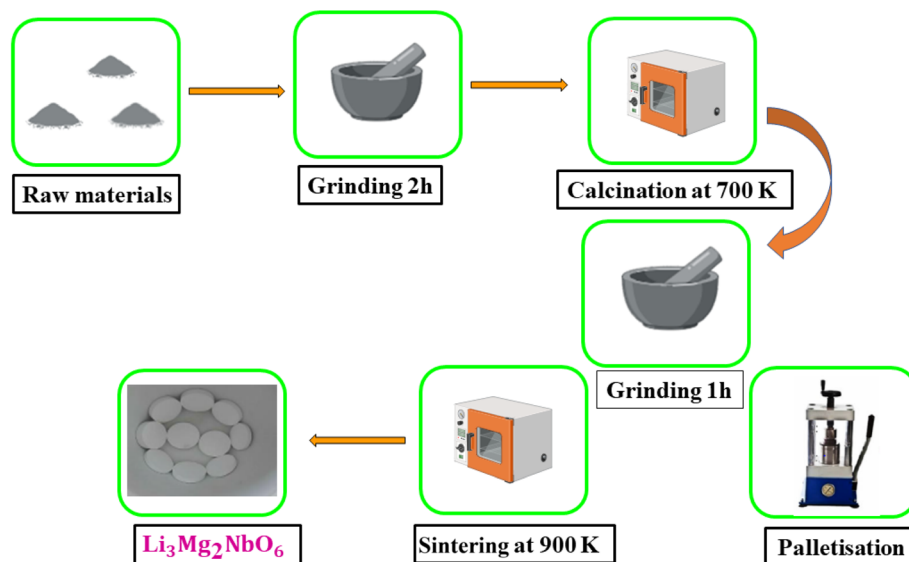 Raw materials
Grinding 2h
Calcination at 700 K
Grinding 1h
Palletisation
Sintering at 900 K
Li₃Mg₂NbO₆